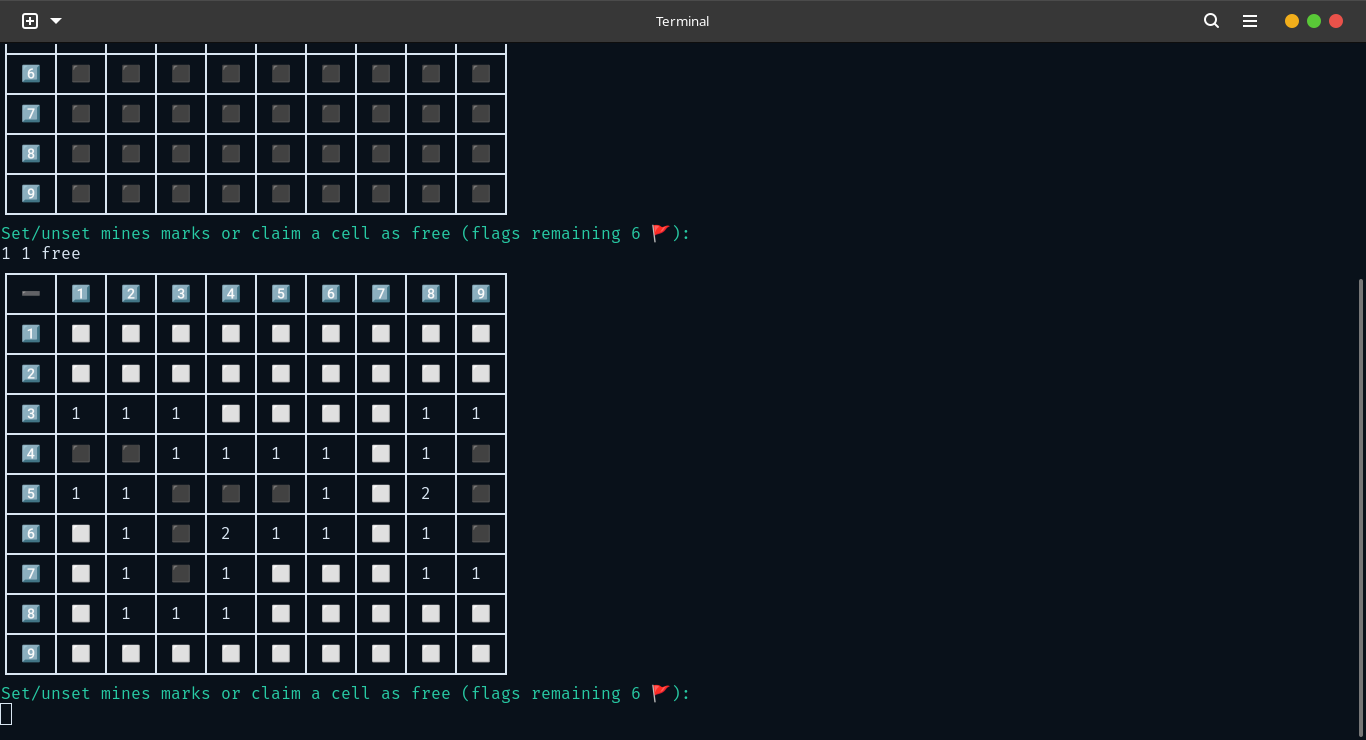 Terminal
6 ⬛ ⬛ ⬛ ⬛ ⬛ ⬛ ⬛ ⬛ ⬛
7 ⬛ ⬛ ⬛ ⬛ ⬛ ⬛ ⬛ ⬛ ⬛
8 ⬛ ⬛ ⬛ ⬛ ⬛ ⬛ ⬛ ⬛ ⬛
9 ⬛ ⬛ ⬛ ⬛ ⬛ ⬛ ⬛ ⬛ ⬛
Set/unset mines marks or claim a cell as free (flags remaining 6 🚩):
1 1 free
➖ 1 2 3 4 5 6 7 8 9
1 ⬜ ⬜ ⬜ ⬜ ⬜ ⬜ ⬜ ⬜ ⬜
2 ⬜ ⬜ ⬜ ⬜ ⬜ ⬜ ⬜ ⬜ ⬜
3 1 1 1 ⬜ ⬜ ⬜ ⬜ 1 1
4 ⬛ ⬛ 1 1 1 1 ⬜ 1 ⬛
5 1 1 ⬛ ⬛ ⬛ 1 ⬜ 2 ⬛
6 ⬜ 1 ⬛ 2 1 1 ⬜ 1 ⬛
7 ⬜ 1 ⬛ 1 ⬜ ⬜ ⬜ 1 1
8 ⬜ 1 1 1 ⬜ ⬜ ⬜ ⬜ ⬜
9 ⬜ ⬜ ⬜ ⬜ ⬜ ⬜ ⬜ ⬜ ⬜
Set/unset mines marks or claim a cell as free (flags remaining 6 🚩):